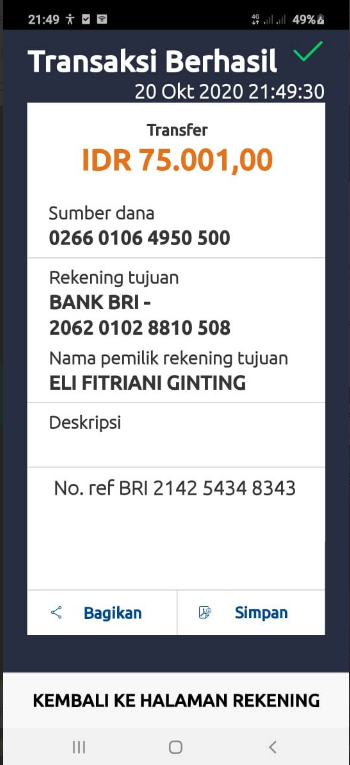 21:49 49%
Transaksi Berhasil
20 Okt 2020 21:49:30
Transfer
IDR 75.001,00
Sumber dana
0266 0106 4950 500
Rekening tujuan
BANK BRI -
2062 0102 8810 508
Nama pemilik rekening tujuan
ELI FITRIANI GINTING
Deskripsi
No. ref BRI 2142 5434 8343
Bagikan Simpan
KEMBALI KE HALAMAN REKENING